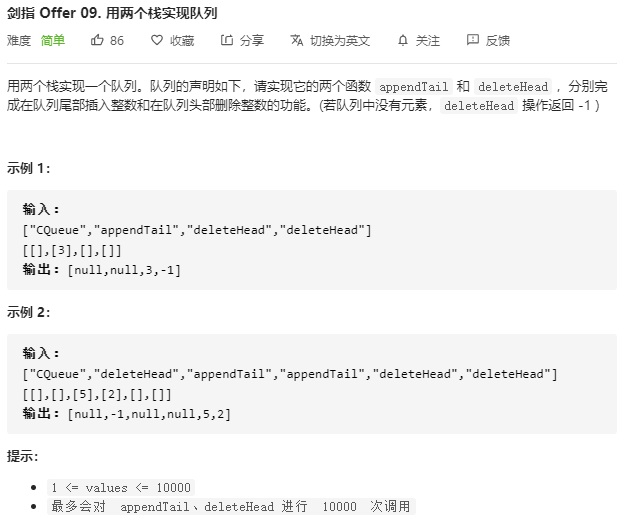 剑指 Offer 09. 用两个栈实现队列
难度 简单 86 收藏 分享 切换为英文 关注 反馈
用两个栈实现一个队列。队列的声明如下，请实现它的两个函数 appendTail 和 deleteHead ，分别完
成在队列尾部插入整数和在队列头部删除整数的功能。(若队列中没有元素，deleteHead 操作返回 -1 )
示例 1：
输入：
["CQueue","appendTail","deleteHead","deleteHead"]
[[],[3],[],[]]
输出：[null,null,3,-1]
示例 2：
输入：
["CQueue","deleteHead","appendTail","appendTail","deleteHead","deleteHead"]
[[],[],[5],[2],[],[]]
输出：[null,-1,null,null,5,2]
提示：
1 <= values <= 10000
最多会对 appendTail、deleteHead 进行 10000 次调用